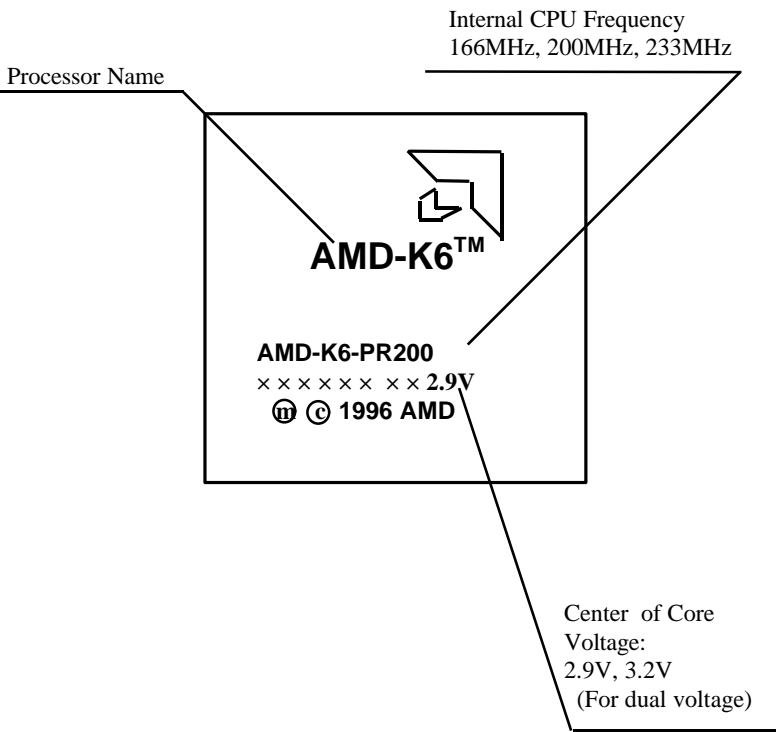 Internal CPU Frequency
166MHz, 200MHz, 233MHz
Processor Name
AMD-K6™
AMD-K6-PR200
×××××× ××2.9V
ⓜ ⓒ 1996 AMD
Center of Core
Voltage:
2.9V, 3.2V
(For dual voltage)